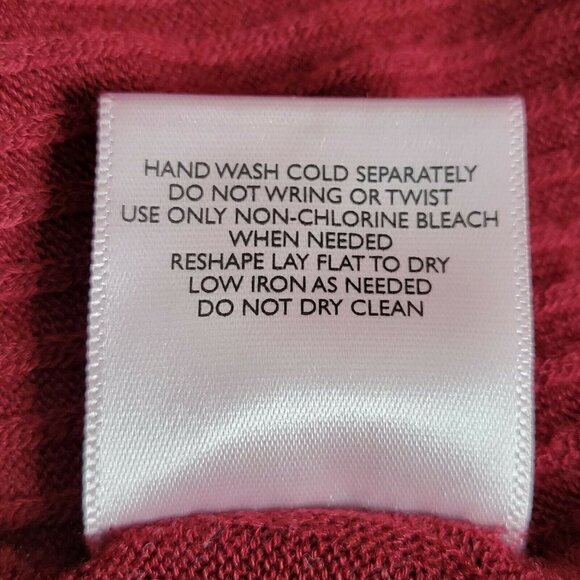 HAND WASH COLD SEPARATELY
DO NOT WRING OR TWIST
USE ONLY NON-CHLORINE BLEACH
WHEN NEEDED
RESHAPE LAY FLAT TO DRY
LOW IRON AS NEEDED
DO NOT DRY CLEAN